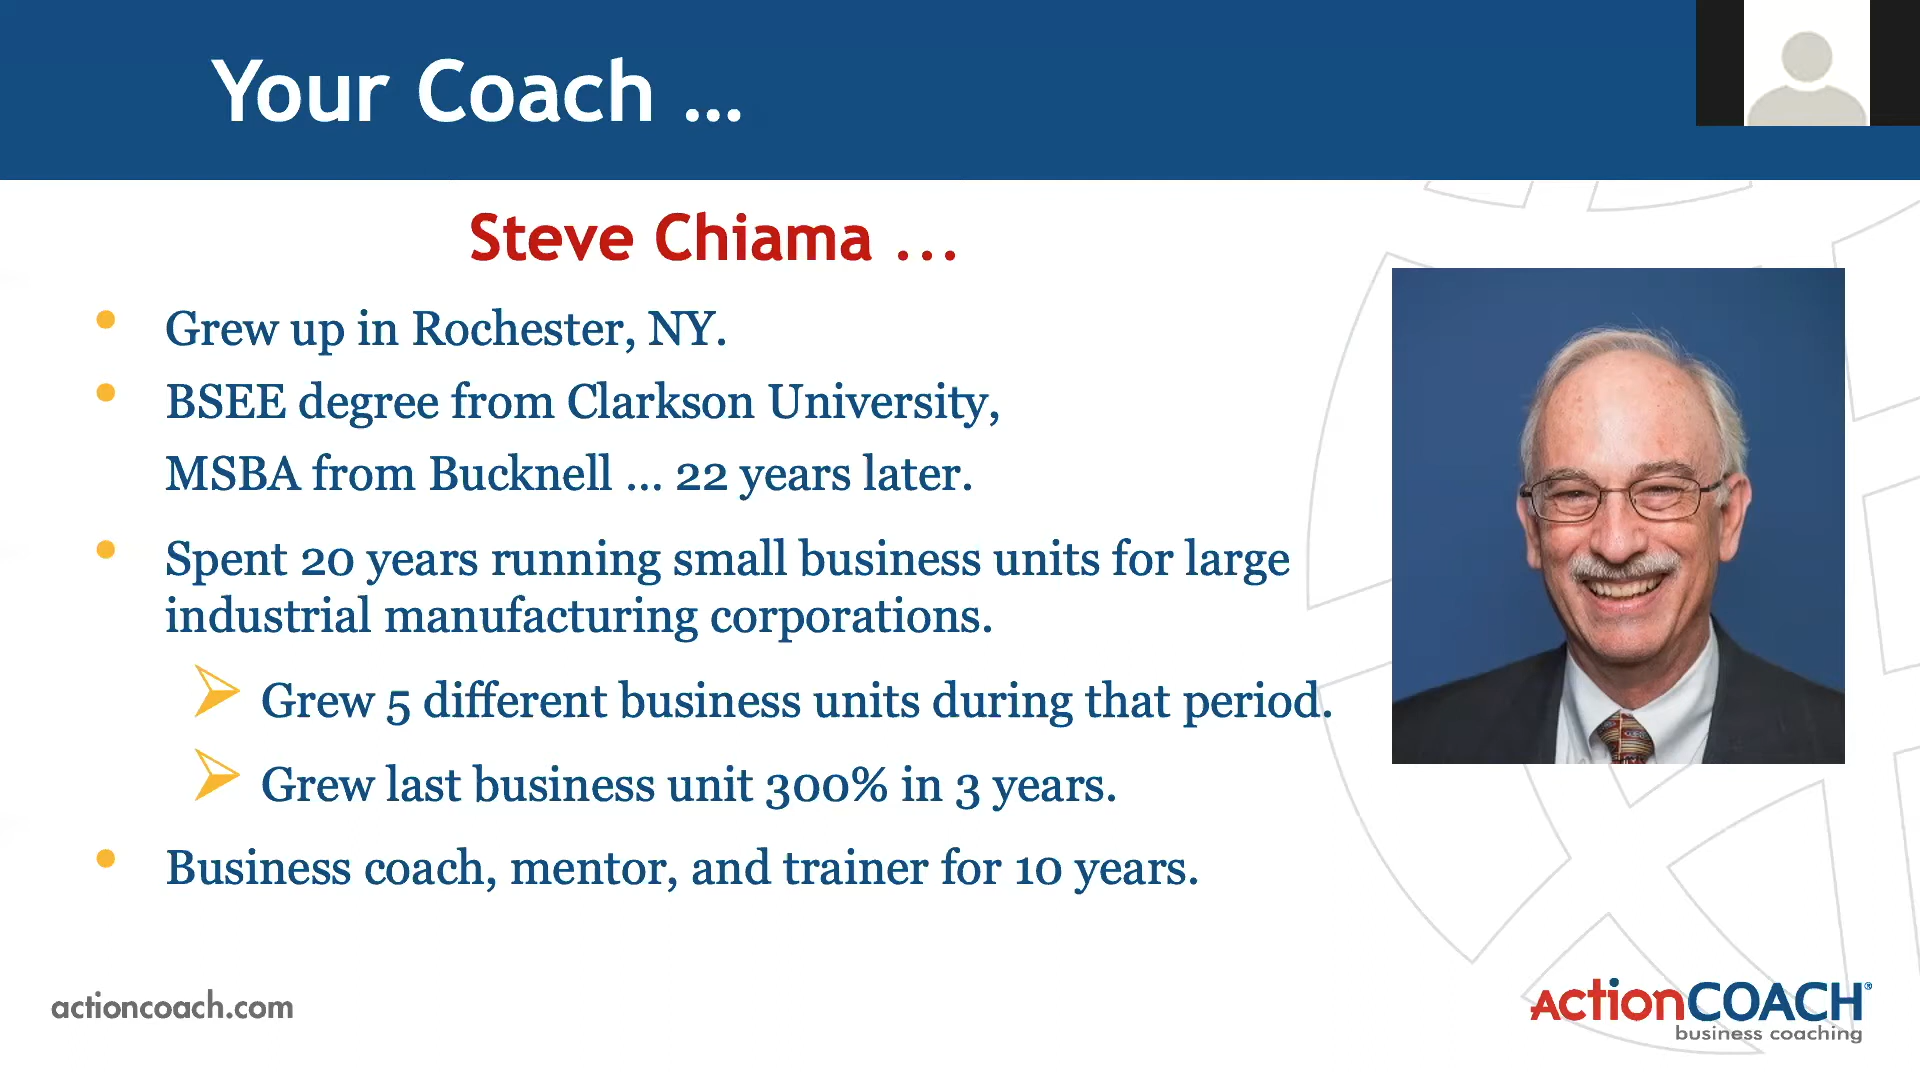 Your Coach ...
Steve Chiama ...
• Grew up in Rochester, NY.
• BSEE degree from Clarkson University,
MSBA from Bucknell ... 22 years later.
• Spent 20 years running small business units for large
industrial manufacturing corporations.
➢ Grew 5 different business units during that period.
➢ Grew last business unit 300% in 3 years.
• Business coach, mentor, and trainer for 10 years.
actioncoach.com
ActionCOACH®
business coaching